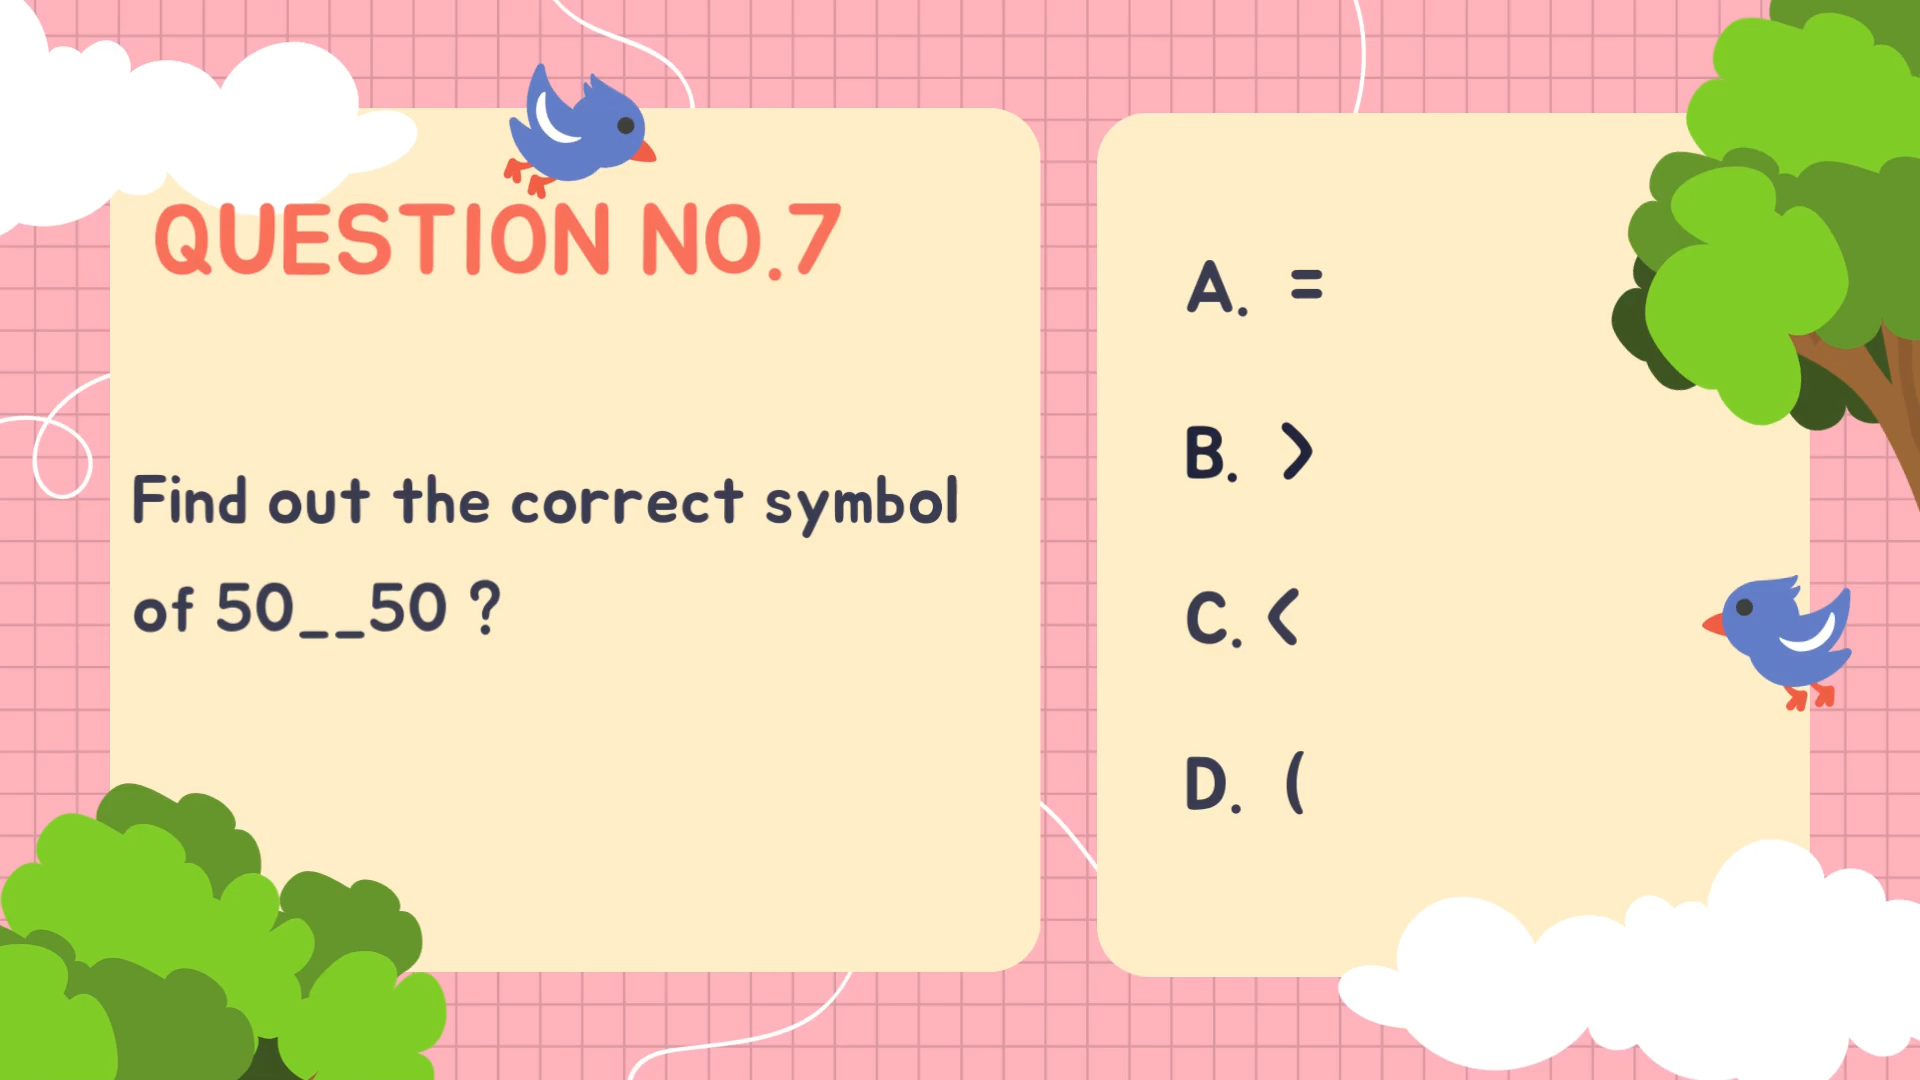 QUESTION NO.7
Find out the correct symbol
of 50__50 ?
A. =
B. >
C. <
D. (